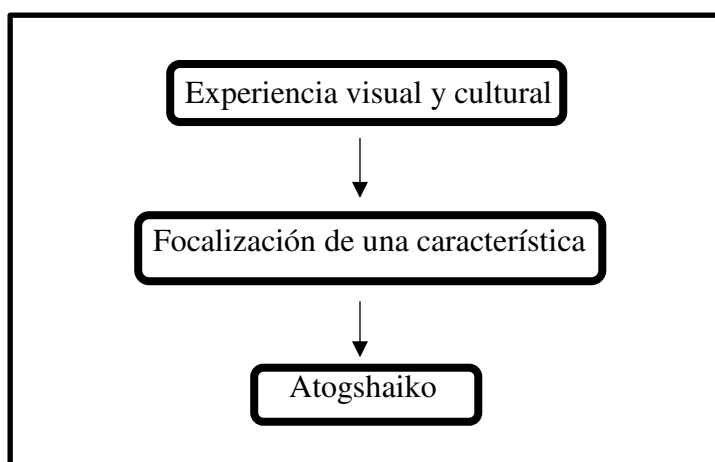 Experiencia visual y cultural
Focalización de una característica
Atogshaiko